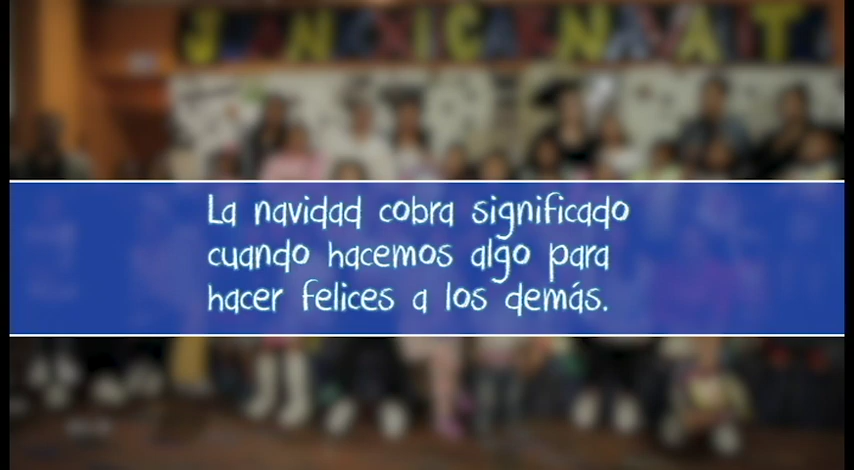 La navidad cobra significado
cuando hacemos algo para
hacer felices a los demás.